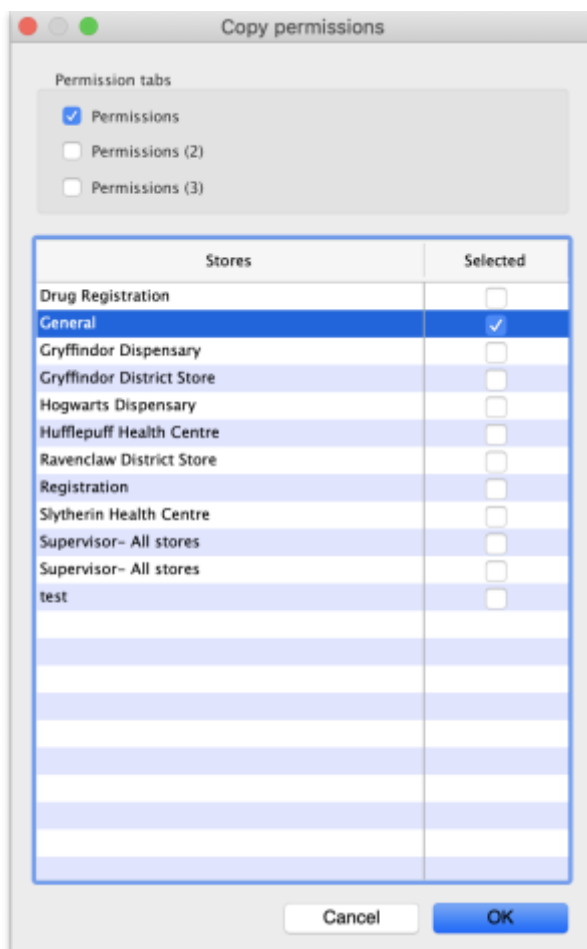 Copy permissions
Permission tabs
Permissions
Permissions (2)
Permissions (3)
Stores Selected
Drug Registration
General
Gryffindor Dispensary
Gryffindor District Store
Hogwarts Dispensary
Hufflepuff Health Centre
Ravenclaw District Store
Registration
Slytherin Health Centre
Supervisor- All stores
Supervisor- All stores
test
Cancel OK